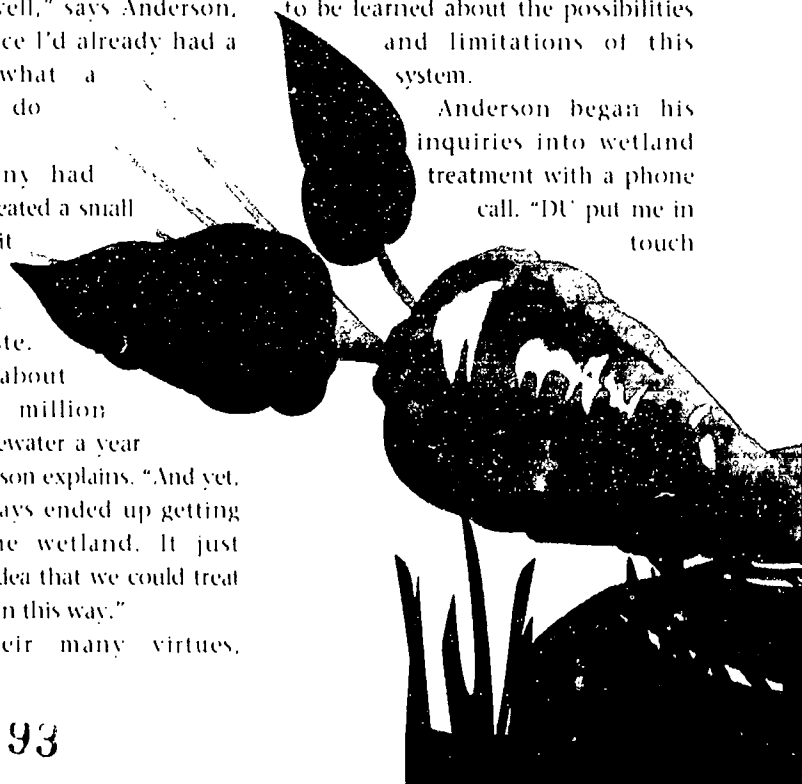 vell," says Anderson,
ce I'd already had a
what a
do
ny had
eated a small
it
te.
about
million
ewater a year
son explains. "And yet,
ays ended up getting
ne wetland. It just
dea that we could treat
n this way."
eir many virtues,
93
to be learned about the possibilities
and limitations of this
system.
Anderson began his
inquiries into wetland
treatment with a phone
call. "DU put me in
touch